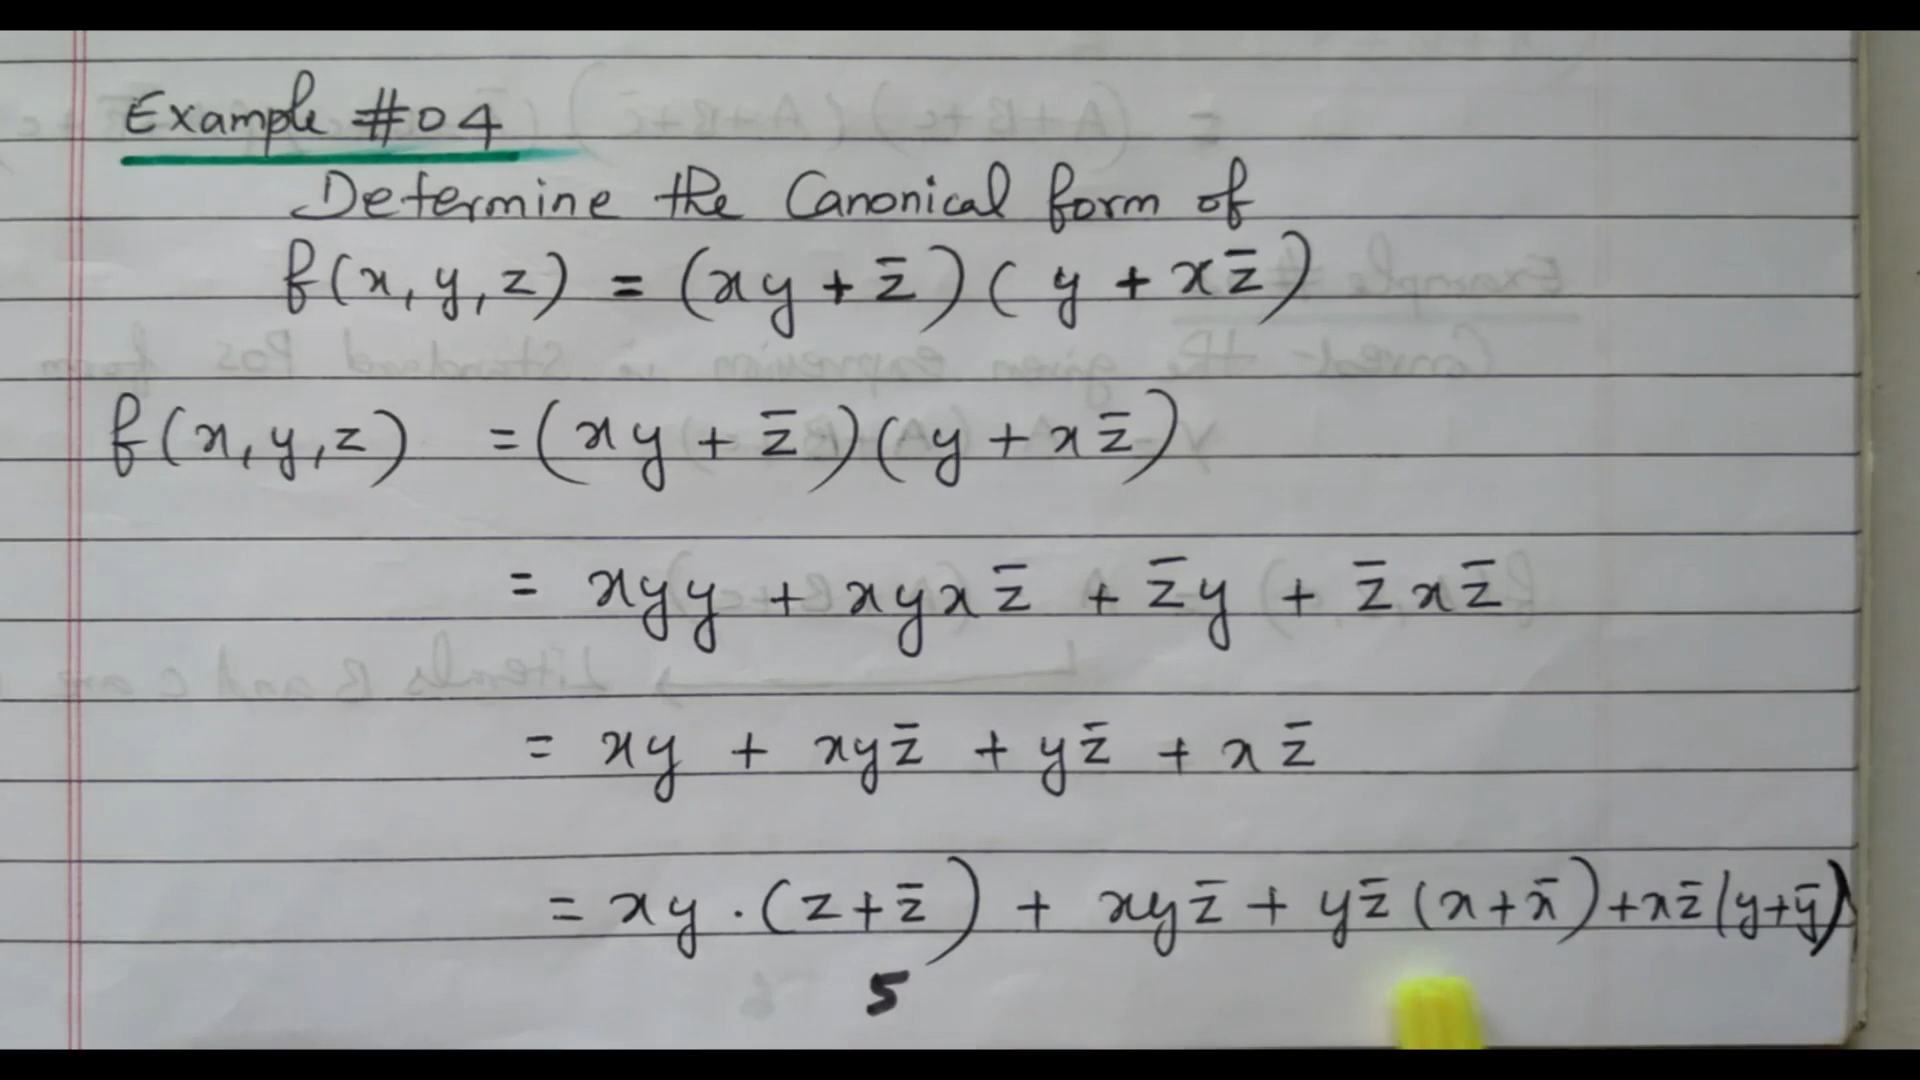 Example #04
Determine the Canonical form of
f(x,y,z) = (xy + z̄)(y + xz̄)
f(x,y,z) = (xy + z̄)(y + xz̄)
= xyy + xyxz̄ + z̄y + z̄xz̄
= xy + xyz̄ + yz̄ + xz̄
= xy.(z+z̄) + xyz̄ + yz̄(x+x̄)+xz̄(y+ȳ)
5